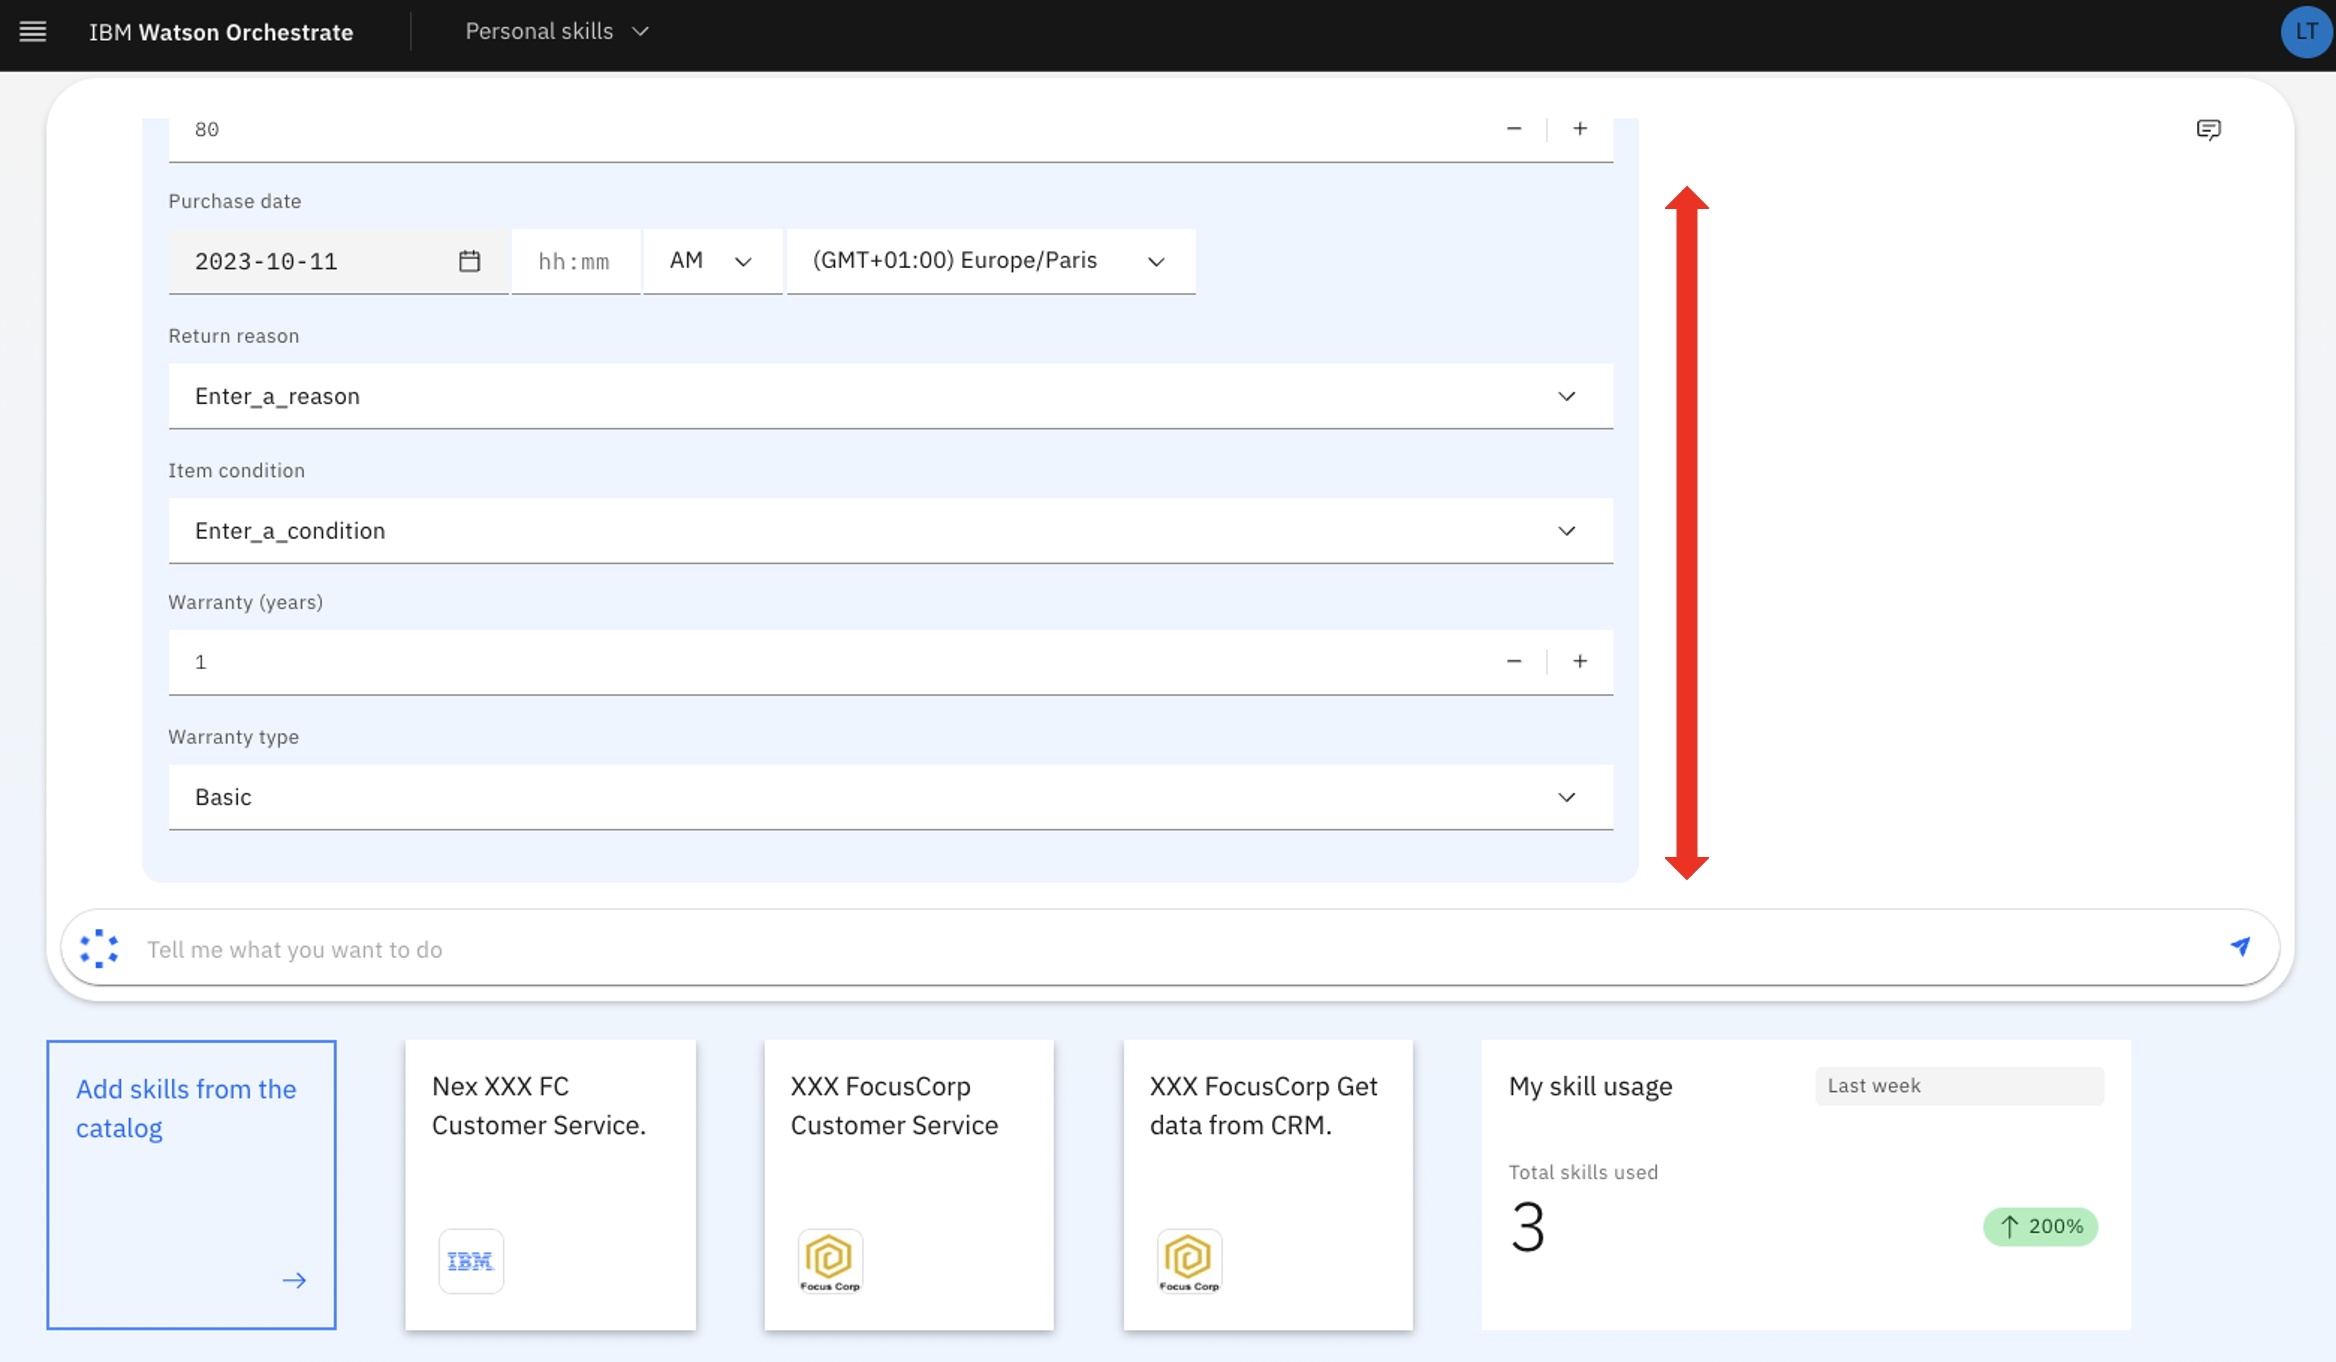 IBM Watson Orchestrate
Personal skills
LT
80
Purchase date
2023-10-11
hh:mm
AM
(GMT+01:00) Europe/Paris
Return reason
Enter_a_reason
Item condition
Enter_a_condition
Warranty (years)
1
Warranty type
Basic
Tell me what you want to do
Add skills from the
catalog
Nex XXX FC
Customer Service.
IBM
XXX FocusCorp
Customer Service
Focus Corp
XXX FocusCorp Get
data from CRM.
Focus Corp
My skill usage
Last week
Total skills used
3
200%